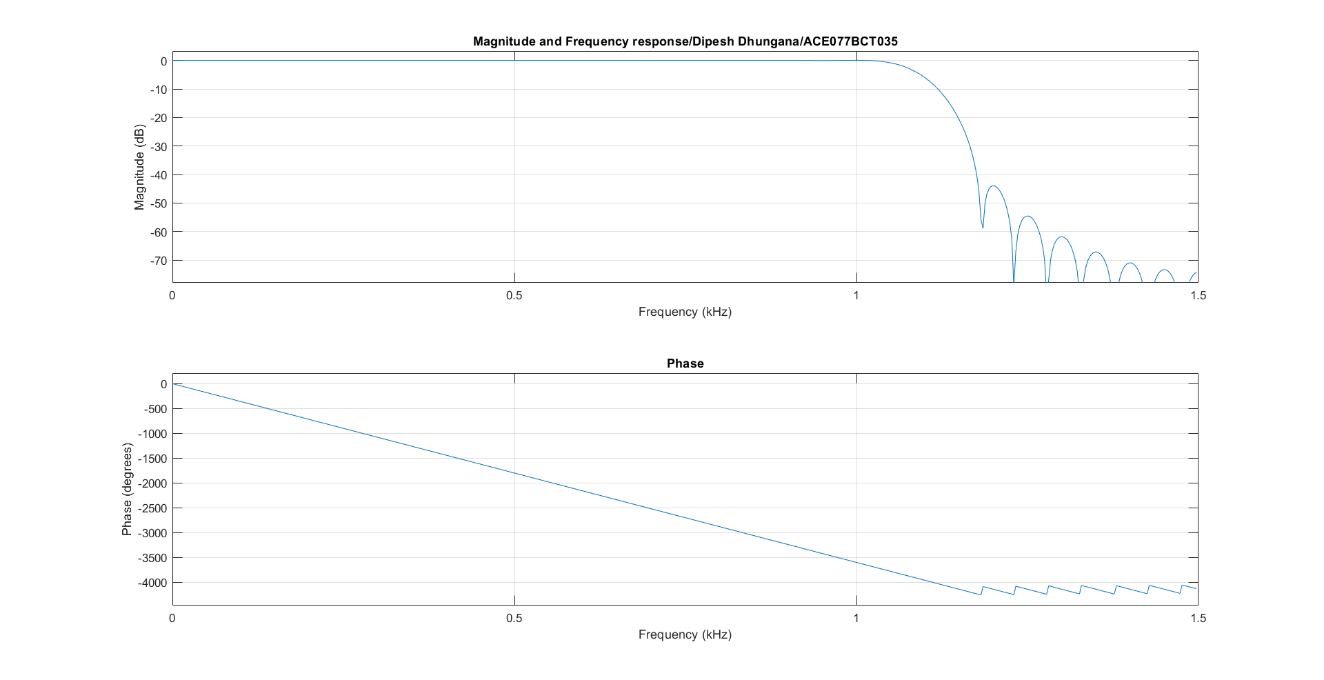 Magnitude and Frequency response/Dipesh Dhungana/ACE077BCT035
0
-10
-20
-30
-40
-50
-60
-70
Magnitude (dB)
0 0.5 1 1.5
Frequency (kHz)
Phase
0
-500
-1000
-1500
-2000
-2500
-3000
-3500
-4000
Phase (degrees)
0 0.5 1 1.5
Frequency (kHz)